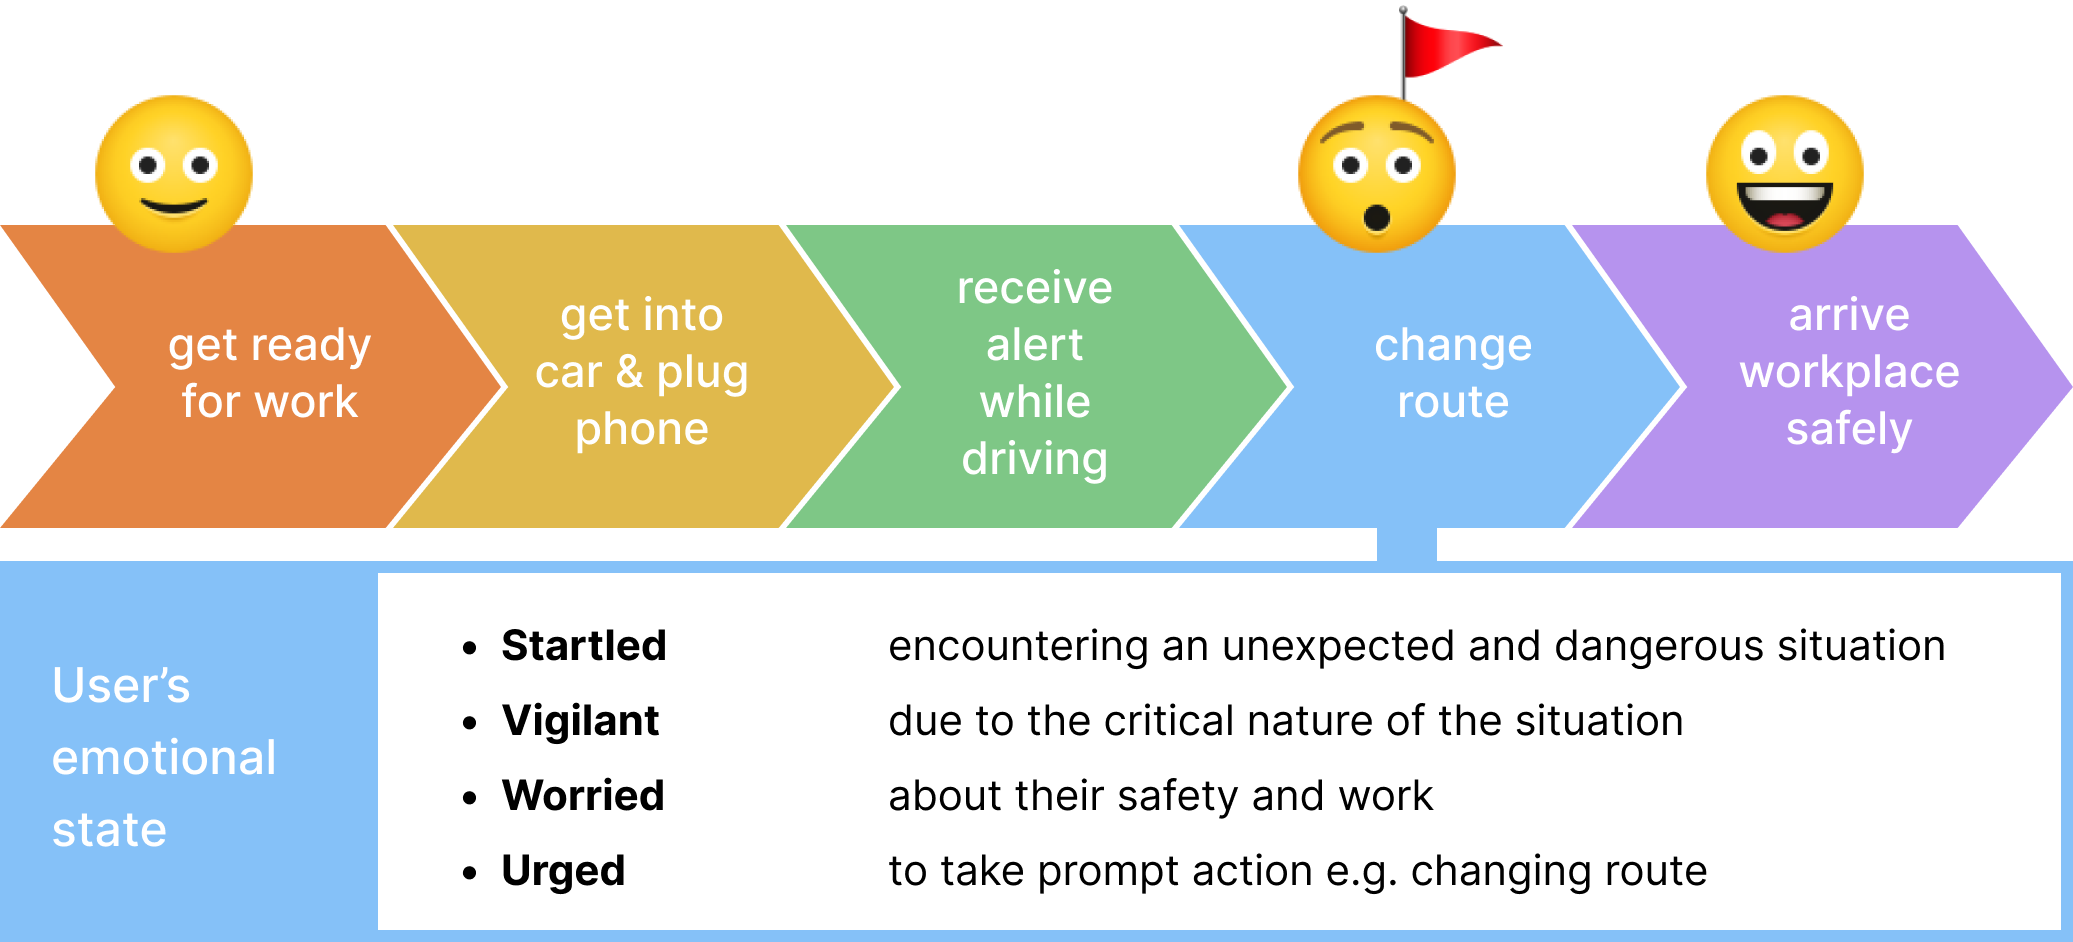 get ready
for work
get into
car & plug
phone
receive
alert
while
driving
change
route
arrive
workplace
safely
User’s
emotional
state
• Startled encountering an unexpected and dangerous situation
• Vigilant due to the critical nature of the situation
• Worried about their safety and work
• Urged to take prompt action e.g. changing route